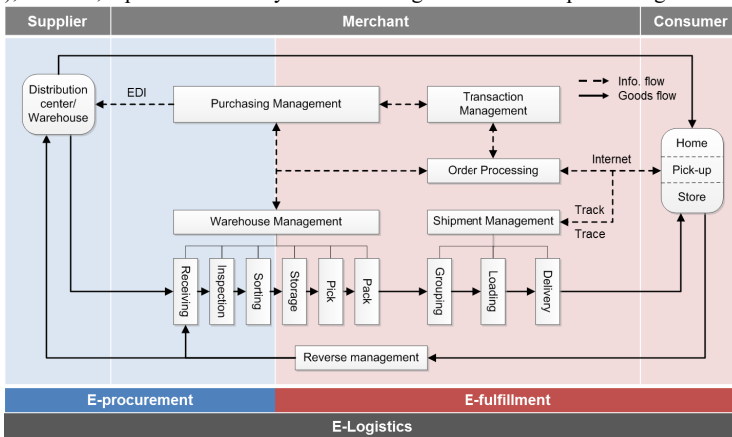 Supplier
Merchant
Consumer
EDI
Distribution
center/
Warehouse
Purchasing Management
Transaction
Management
Info. flow
Goods flow
Order Processing
Internet
Home
Pick-up
Store
Warehouse Management
Shipment Management
Track
Trace
Receiving
Inspection
Sorting
Storage
Pick
Pack
Grouping
Loading
Delivery
Reverse management
E-procurement
E-fulfillment
E-Logistics